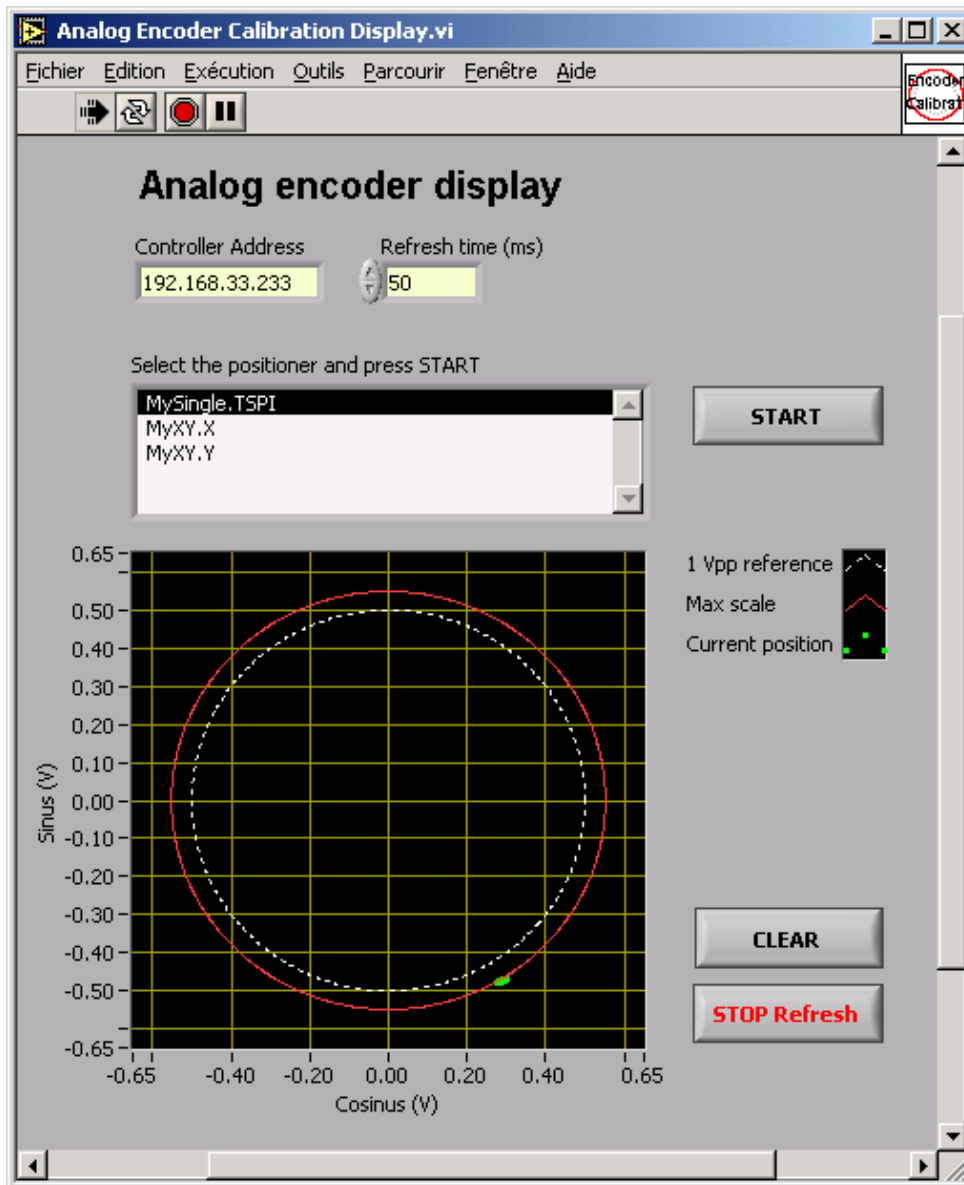 Analog Encoder Calibration Display.vi
Fichier Edition Exécution Outils Parcourir Fenêtre Aide
Encoder
Calibrat
Analog encoder display
Controller Address Refresh time (ms)
192.168.33.233 50
Select the positioner and press START
MySingle.TSPI
MyXY.X
MyXY.Y
START
1 Vpp reference
Max scale
Current position
Sinus (V)
0.65
0.50
0.40
0.30
0.20
0.10
0.00
-0.10
-0.20
-0.30
-0.40
-0.50
-0.65
-0.65 -0.40 -0.20 0.00 0.20 0.40 0.65
Cosinus (V)
CLEAR
STOP Refresh